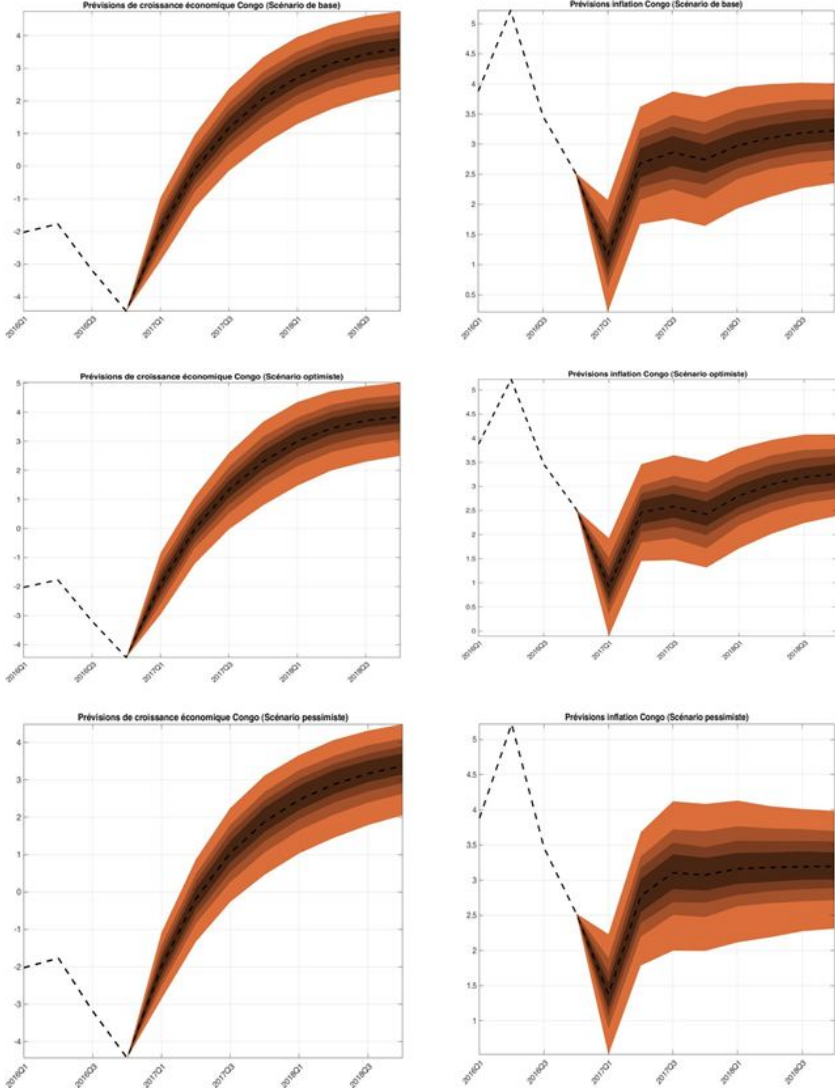 Prévisions de croissance économique Congo (Scénario de base)
4
3
2
1
0
-1
-2
-3
-4
2016Q1
2016Q3
2017Q1
2017Q3
2018Q1
2018Q3
Prévisions inflation Congo (Scénario de base)
5
4.5
4
3.5
3
2.5
2
1.5
1
0.5
2016Q1
2016Q3
2017Q1
2017Q3
2018Q1
2018Q3
Prévisions de croissance économique Congo (Scénario optimiste)
5
4
3
2
1
0
-1
-2
-3
-4
2016Q1
2016Q3
2017Q1
2017Q3
2018Q1
2018Q3
Prévisions inflation Congo (Scénario optimiste)
5
4.5
4
3.5
3
2.5
2
1.5
1
0.5
0
2016Q1
2016Q3
2017Q1
2017Q3
2018Q1
2018Q3
Prévisions de croissance économique Congo (Scénario pessimiste)
4
3
2
1
0
-1
-2
-3
-4
2016Q1
2016Q3
2017Q1
2017Q3
2018Q1
2018Q3
Prévisions inflation Congo (Scénario pessimiste)
5
4.5
4
3.5
3
2.5
2
1.5
1
2016Q1
2016Q3
2017Q1
2017Q3
2018Q1
2018Q3